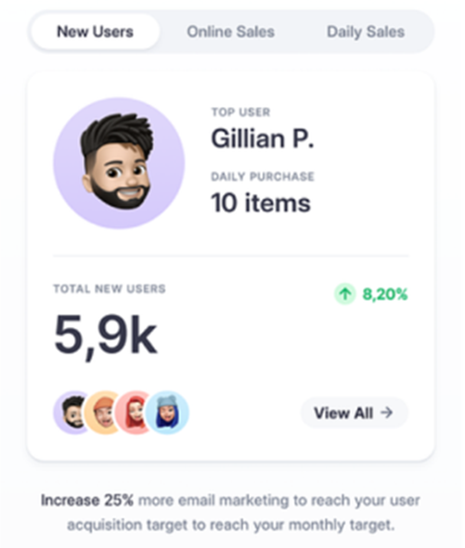 New Users Online Sales Daily Sales
TOP USER
Gillian P.
DAILY PURCHASE
10 items
TOTAL NEW USERS
8,20%
5,9k
View All →
Increase 25% more email marketing to reach your user
acquisition target to reach your monthly target.